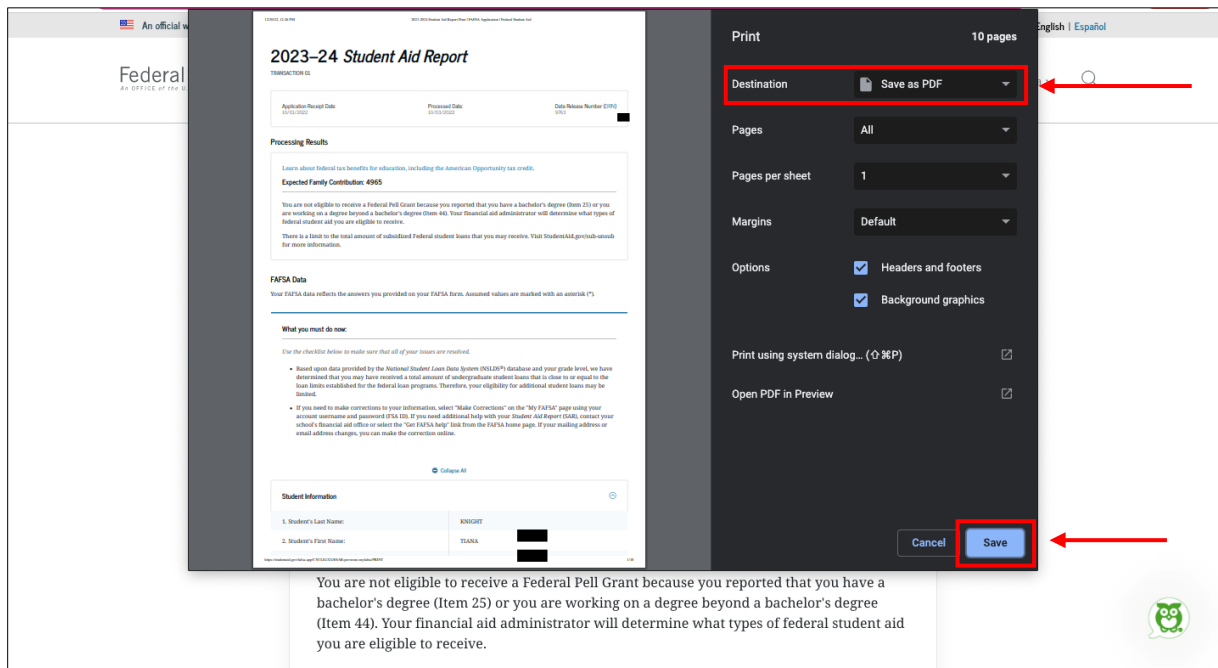 An official w
English | Español
Federal
An OFFICE of the U.
2023–24 Student Aid Report
TRANSACTION 01
Application Receipt Date:
Processed Date:
Data Release Number (DRN)
10/01/2022
10/03/2022
9763
Processing Results
Learn about federal tax benefits for education, including the American Opportunity tax credit.
Expected Family Contribution: 4965
You are not eligible to receive a Federal Pell Grant because you reported that you have a bachelor's degree (Item 25) or you
are working on a degree beyond a bachelor's degree (Item 44). Your financial aid administrator will determine what types of
federal student aid you are eligible to receive.
There is a limit to the total amount of subsidized Federal student loans that you may receive. Visit StudentAid.gov/sub-unsub
for more information.
FAFSA Data
Your FAFSA data reflects the answers you provided on your FAFSA form. Assumed values are marked with an asterisk (*).
What you must do now:
Use the checklist below to make sure that all of your issues are resolved.
• Based upon data provided by the National Student Loan Data System (NSLDS®) database and your grade level, we have
determined that you may have received a total amount of undergraduate student loans that is close to or equal to the
loan limits established for the federal loan programs. Therefore, your eligibility for additional student loans may be
limited.
• If you need to make corrections to your information, select "Make Corrections" on the "My FAFSA" page using your
account username and password (FSA ID). If you need additional help with your Student Aid Report (SAR), contact your
school's financial aid office or select the "Get FAFSA help" link from the FAFSA home page. If your mailing address or
email address changes, you can make the correction online.
Collapse All
Student Information
1. Student's Last Name:
KNIGHT
2. Student's First Name:
TIANA
Print
10 pages
Destination
Save as PDF
Pages
All
Pages per sheet
1
Margins
Default
Options
Headers and footers
Background graphics
Print using system dialog... (⇧⌘P)
Open PDF in Preview
Cancel
Save
You are not eligible to receive a Federal Pell Grant because you reported that you have a
bachelor's degree (Item 25) or you are working on a degree beyond a bachelor's degree
(Item 44). Your financial aid administrator will determine what types of federal student aid
you are eligible to receive.